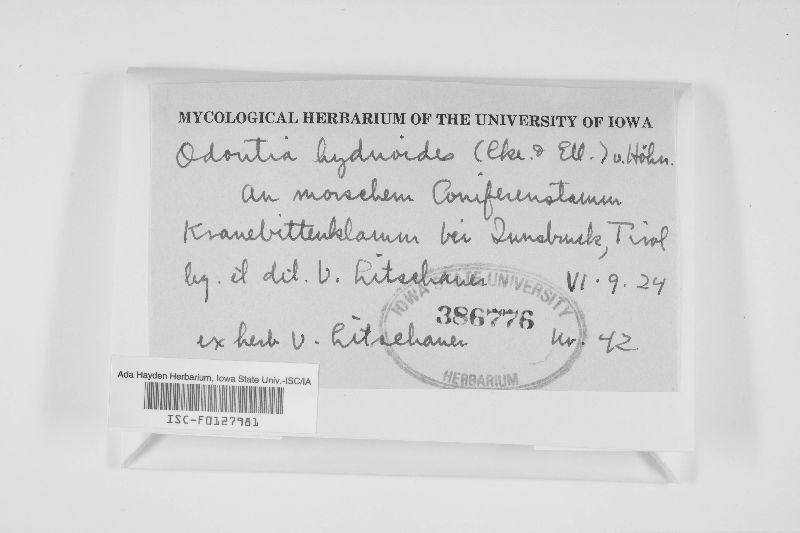 MYCOLOGICAL HERBARIUM OF THE UNIVERSITY OF IOWA
Odontia hydnoides (Cke. & Ell.) v. Höhn.
An morschem Coniferenstamm
Kranebittenklamm bei Innsbruck, Tirol
leg. et det. V. Litschauer VI.9.24
IOWA STATE UNIVERSITY
386776
HERBARIUM
ex herb V. Litschauer Nr. 42
Ada Hayden Herbarium, Iowa State Univ.-ISC/IA
ISC-F0127981